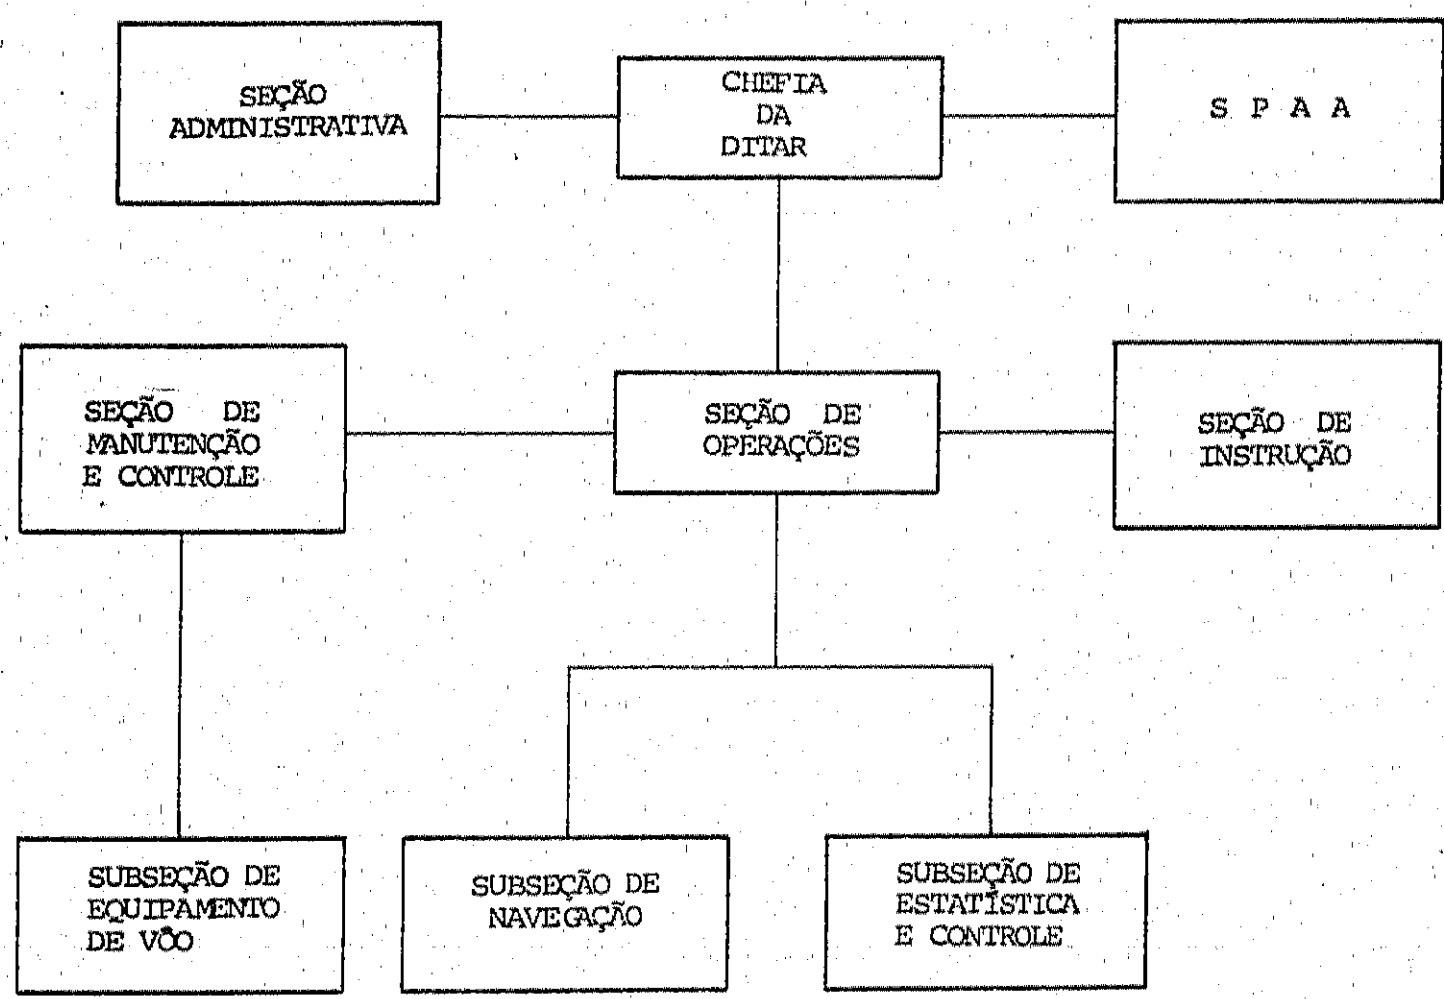 SEÇÃO
ADMINISTRATIVA
CHEFIA
DA
DITAR
S P A A
SEÇÃO DE
MANUTENÇÃO
E CONTROLE
SEÇÃO DE
OPERAÇÕES
SEÇÃO DE
INSTRUÇÃO
SUBSEÇÃO DE
EQUIPAMENTO
DE VÔO
SUBSEÇÃO DE
NAVEGAÇÃO
SUBSEÇÃO DE
ESTATÍSTICA
E CONTROLE